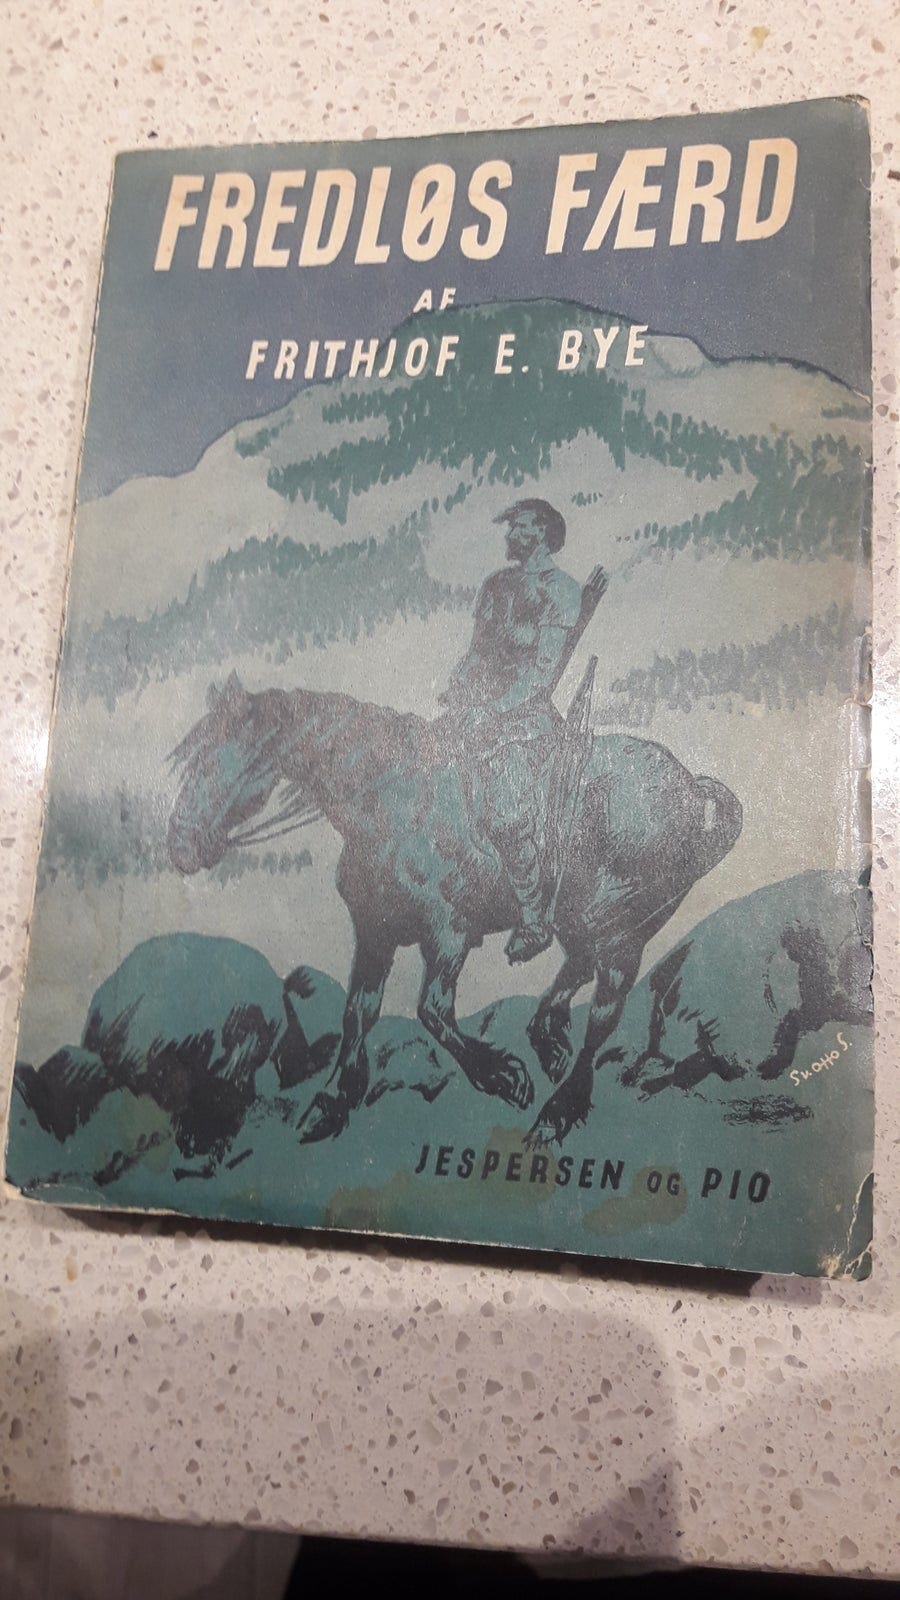 FREDLØS FÆRD
AF
FRITHJOF E. BYE
Sv. OTTO S.
JESPERSEN OG PIO